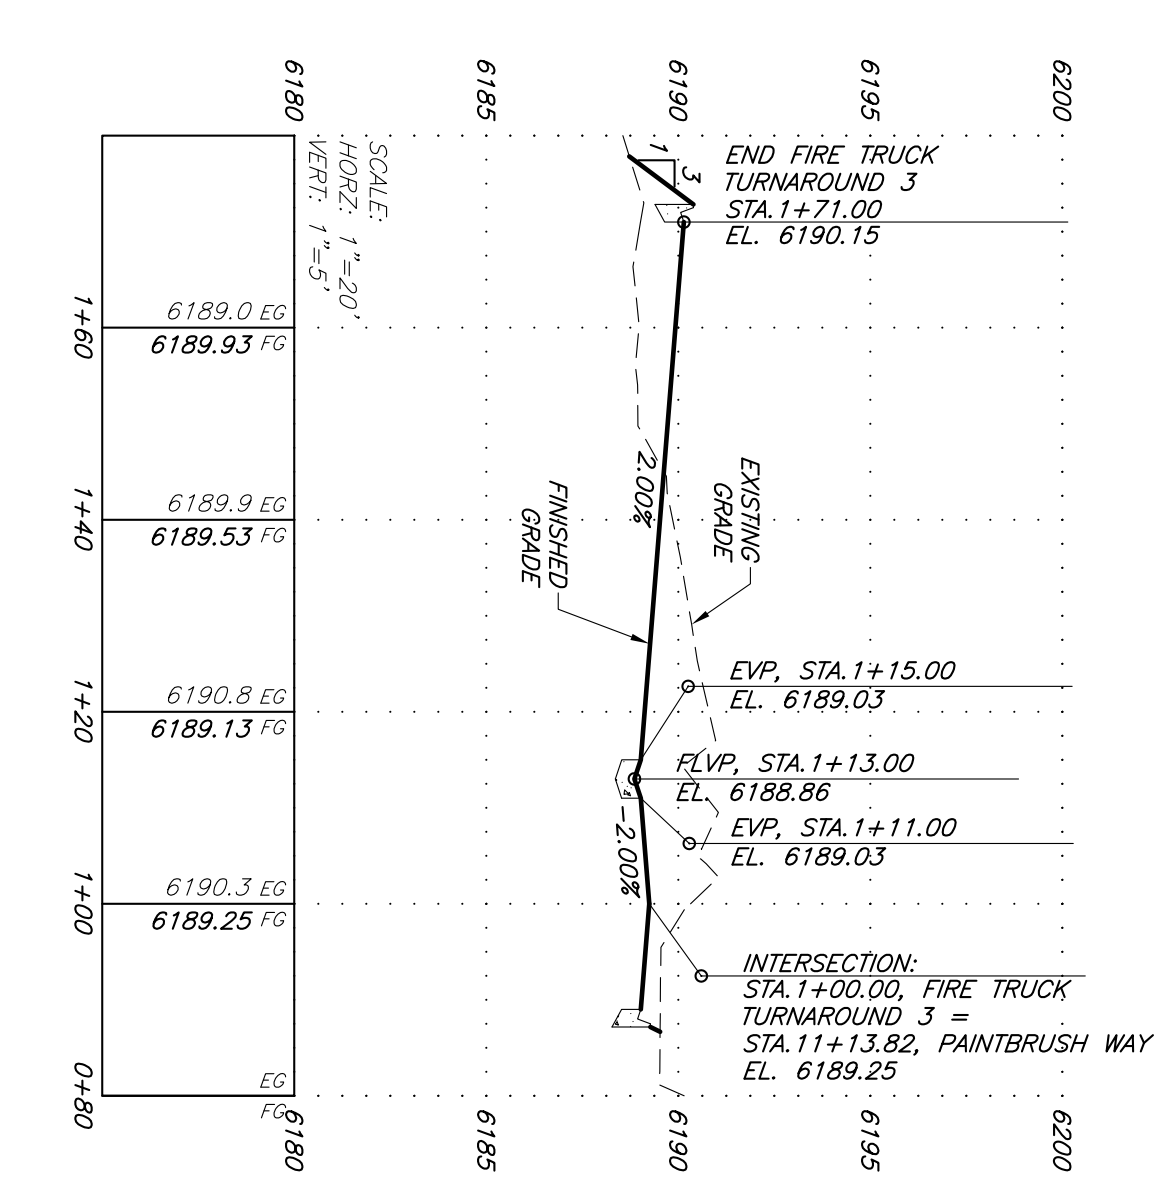 6180
6185
6190
6195
6200
SCALE:
HORZ: 1"=20'
VERT: 1"=5'
1
3
END FIRE TRUCK
TURNAROUND 3
STA.1+71.00
EL. 6190.15
1+60
6189.0 EG
6189.93 FG
1+40
6189.9 EG
6189.53 FG
2.00%
EXISTING
GRADE
FINISHED
GRADE
1+20
6190.8 EG
6189.13 FG
EVP, STA.1+15.00
EL. 6189.03
FLVP, STA.1+13.00
EL. 6188.86
EVP, STA.1+11.00
EL. 6189.03
-2.00%
1+00
6190.3 EG
6189.25 FG
INTERSECTION:
STA.1+00.00, FIRE TRUCK
TURNAROUND 3 =
STA.11+13.82, PAINTBRUSH WAY
EL. 6189.25
0+80
EG
FG
6180
6185
6190
6195
6200